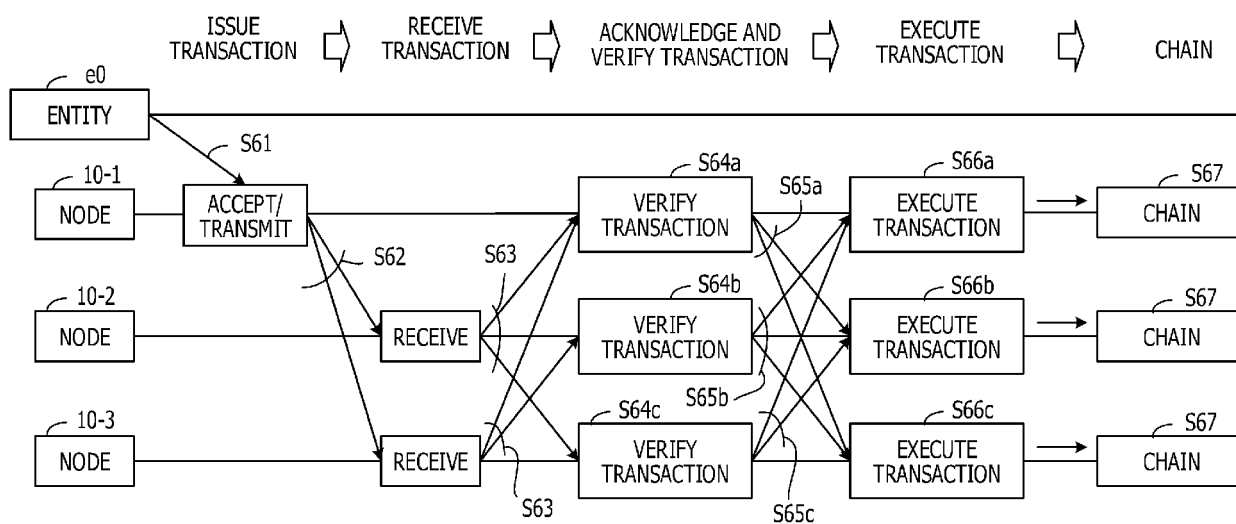 ISSUE
TRANSACTION
RECEIVE
TRANSACTION
ACKNOWLEDGE AND
VERIFY TRANSACTION
EXECUTE
TRANSACTION
CHAIN
e0
ENTITY
S61
10-1
NODE
ACCEPT/
TRANSMIT
S64a
VERIFY
TRANSACTION
S65a
S66a
EXECUTE
TRANSACTION
S67
CHAIN
S62
S63
10-2
NODE
RECEIVE
S64b
VERIFY
TRANSACTION
S65b
S66b
EXECUTE
TRANSACTION
S67
CHAIN
10-3
NODE
RECEIVE
S63
S64c
VERIFY
TRANSACTION
S65c
S66c
EXECUTE
TRANSACTION
S67
CHAIN